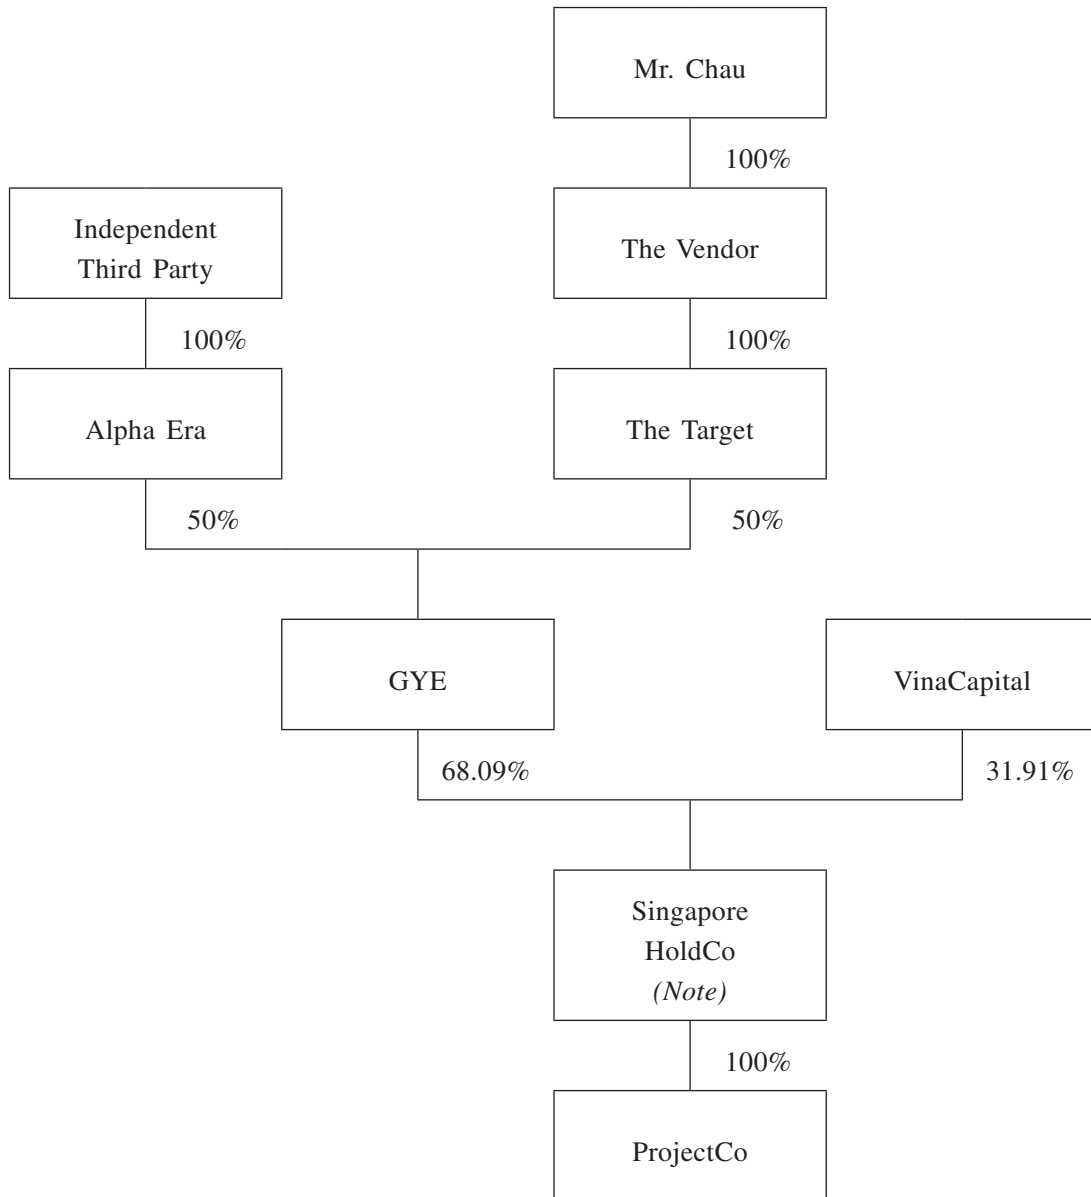 Mr. Chau
100%
Independent
Third Party
The Vendor
100%
100%
Alpha Era
The Target
50%
50%
GYE
VinaCapital
68.09%
31.91%
Singapore
HoldCo
(Note)
100%
ProjectCo